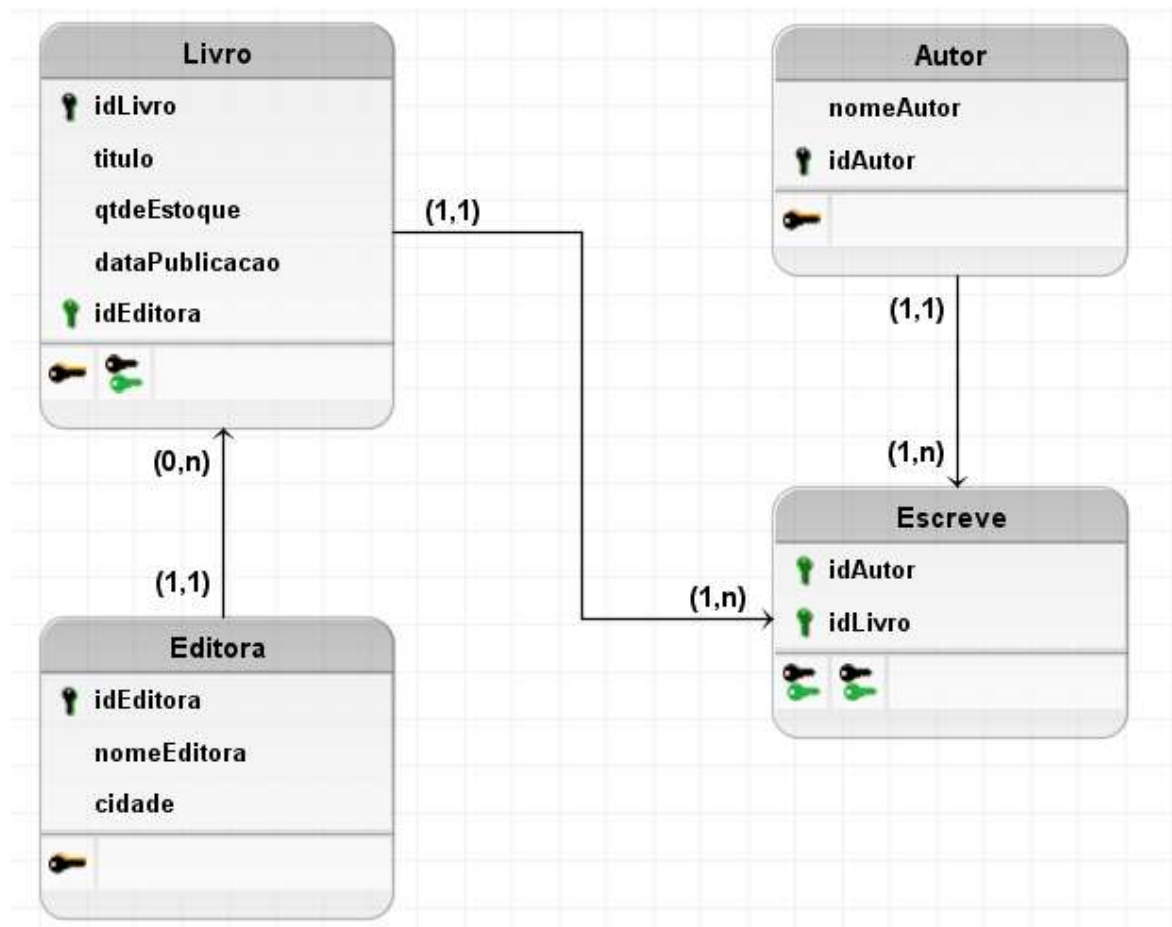 Livro
idLivro
titulo
qtdeEstoque
dataPublicacao
idEditora
(1,1)
(0,n)
(1,1)
Editora
idEditora
nomeEditora
cidade
Autor
nomeAutor
idAutor
(1,1)
(1,n)
(1,n)
Escreve
idAutor
idLivro